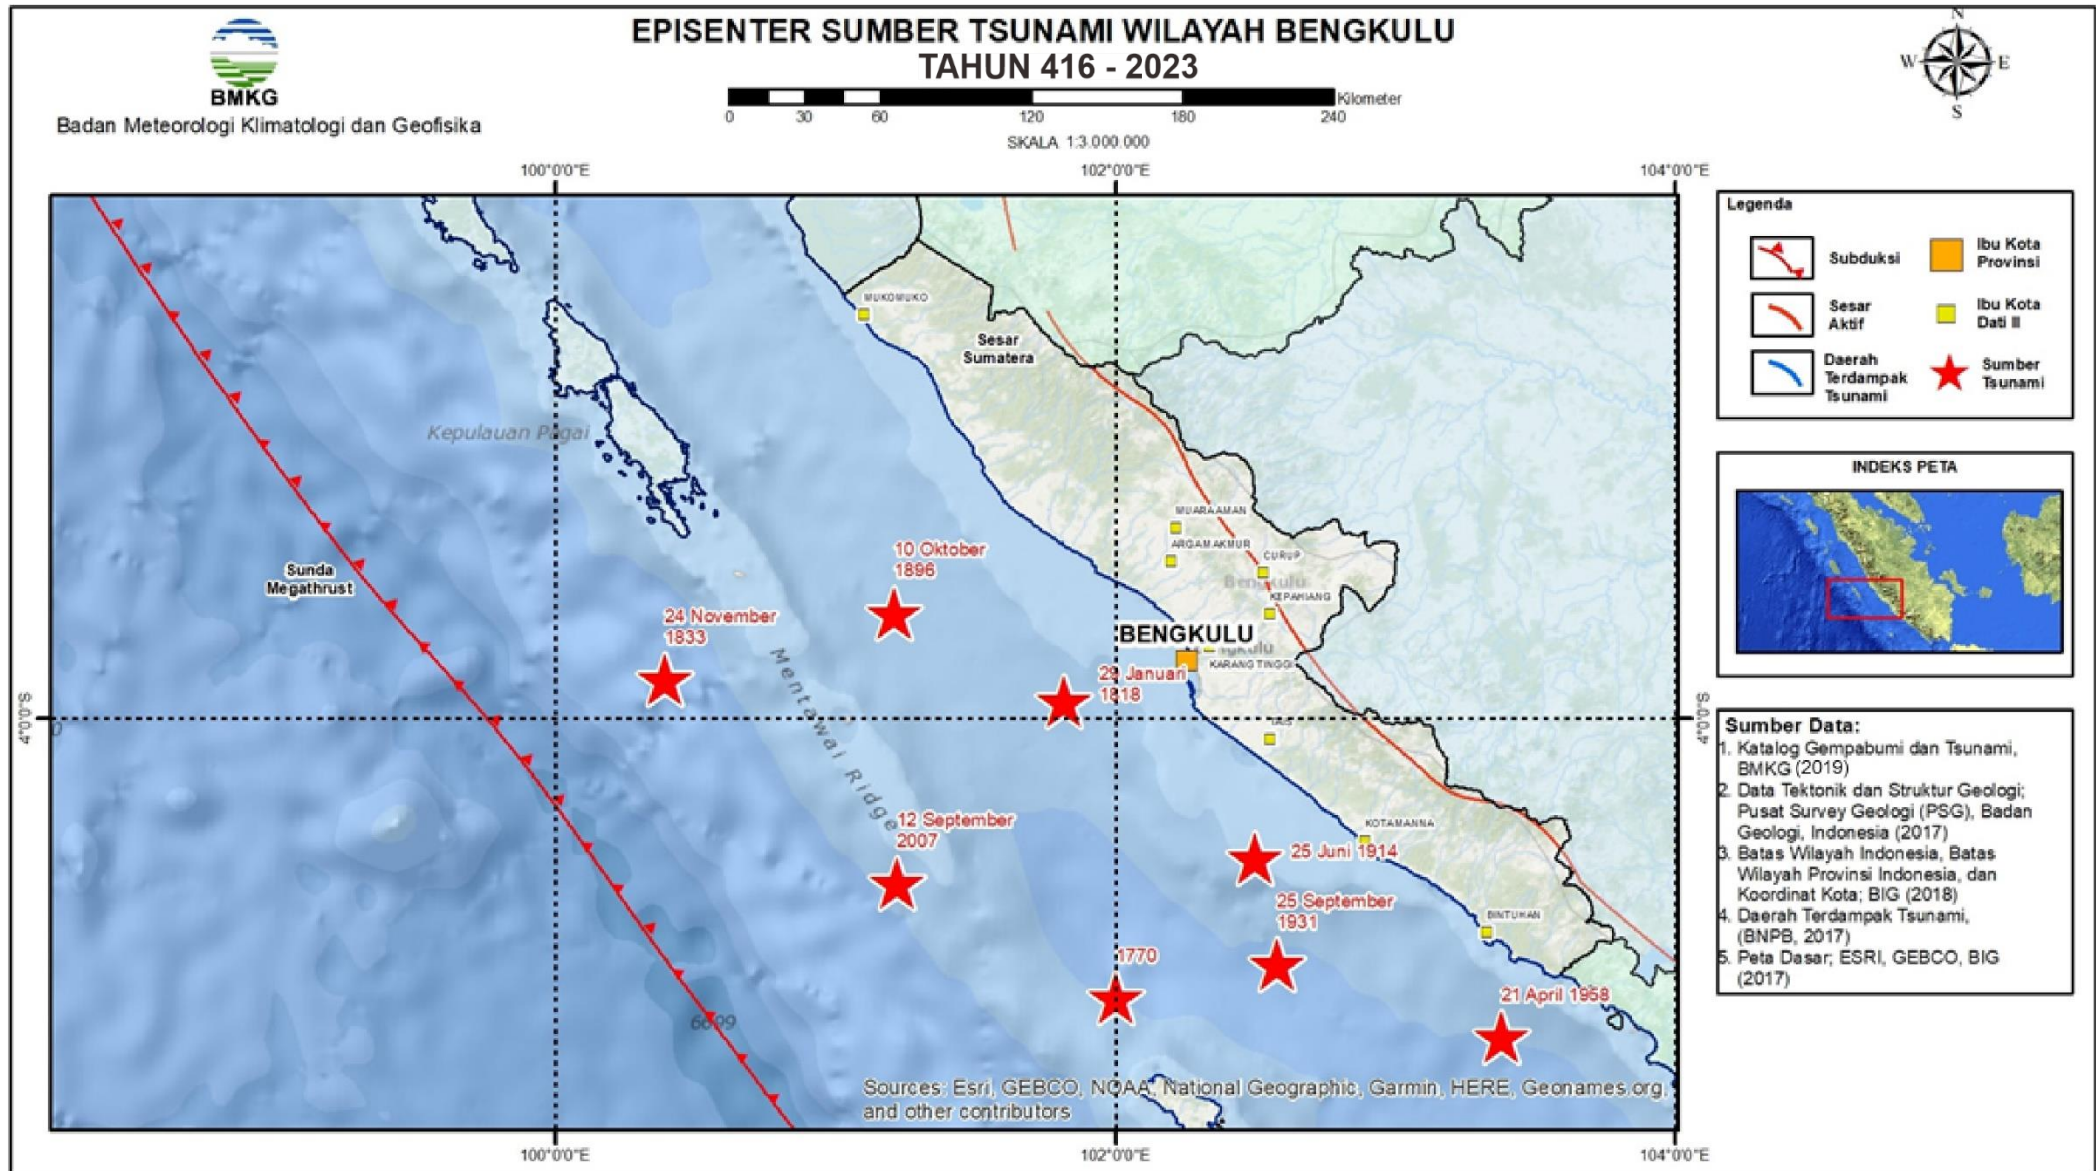 EPISENTER SUMBER TSUNAMI WILAYAH BENGKULU
TAHUN 416 - 2023
BMKG
Badan Meteorologi Klimatologi dan Geofisika
0 30 60 120 180 240 Kilometer
SKALA 1:3.000.000
N
W E
S
100°0'0"E 102°0'0"E 104°0'0"E
Legenda
Subduksi
Ibu Kota
Provinsi
Sesar
Aktif
Ibu Kota
Dati II
Daerah
Terdampak
Tsunami
Sumber
Tsunami
MUKOMUKO
Sesar
Sumatera
Kepulauan Pagai
MUARAAMAN
ARGAMAKMUR
CURUP
Bengkulu
KEPAHIANG
Sunda
Megathrust
10 Oktober
1896
24 November
1833
BENGKULU
KARANG TINGGI
29 Januari
1818
Mentawai Ridge
TAIS
4°0'0"S
4°0'0"S
12 September
2007
KOTAMANNA
25 Juni 1914
25 September
1931
BINTUHAN
1770
21 April 1958
6699
Sources: Esri, GEBCO, NOAA, National Geographic, Garmin, HERE, Geonames.org,
and other contributors
100°0'0"E 102°0'0"E 104°0'0"E
INDEKS PETA
Sumber Data:
1. Katalog Gempabumi dan Tsunami,
BMKG (2019)
2. Data Tektonik dan Struktur Geologi;
Pusat Survey Geologi (PSG), Badan
Geologi, Indonesia (2017)
3. Batas Wilayah Indonesia, Batas
Wilayah Provinsi Indonesia, dan
Koordinat Kota; BIG (2018)
4. Daerah Terdampak Tsunami,
(BNPB, 2017)
5. Peta Dasar; ESRI, GEBCO, BIG
(2017)